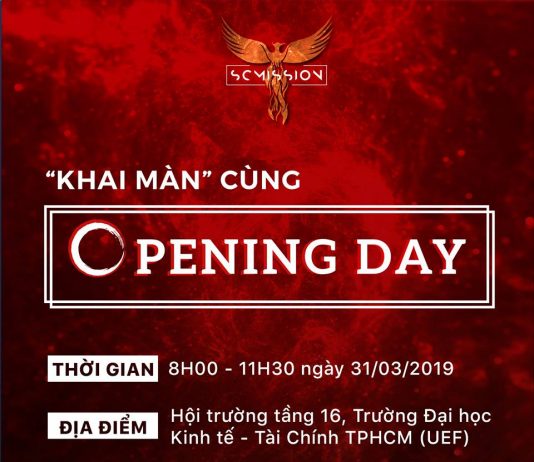 SCMISSION
“KHAI MÀN” CÙNG
OPENING DAY
THỜI GIAN 8H00 - 11H30 ngày 31/03/2019
ĐỊA ĐIỂM Hội trường tầng 16, Trường Đại học
Kinh tế - Tài Chính TPHCM (UEF)